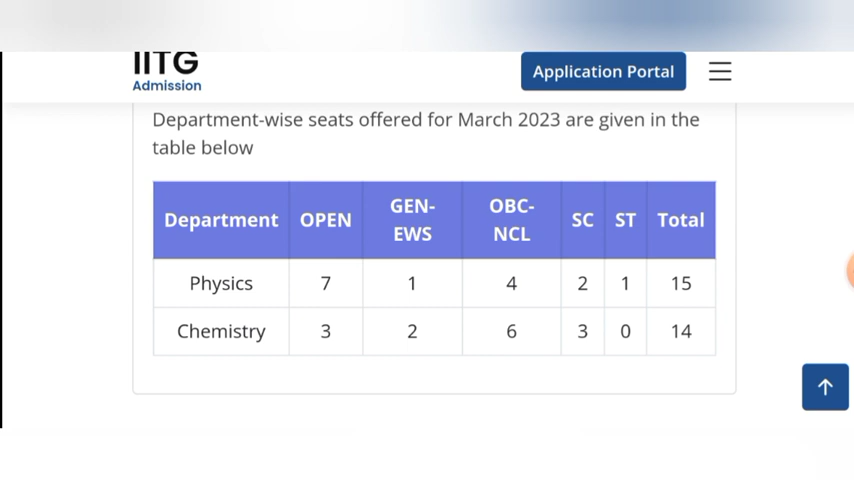 IITG
Admission
Application Portal
Department-wise seats offered for March 2023 are given in the
table below
Department OPEN GEN-EWS OBC-NCL SC ST Total
Physics 7 1 4 2 1 15
Chemistry 3 2 6 3 0 14